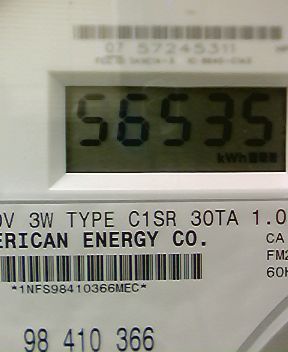 07 57245311
56535
kWh
0V 3W TYPE C1SR 30TA 1.0
ERICAN ENERGY CO.
CA
FM2
60H
*1NFS98410366MEC*
98 410 366